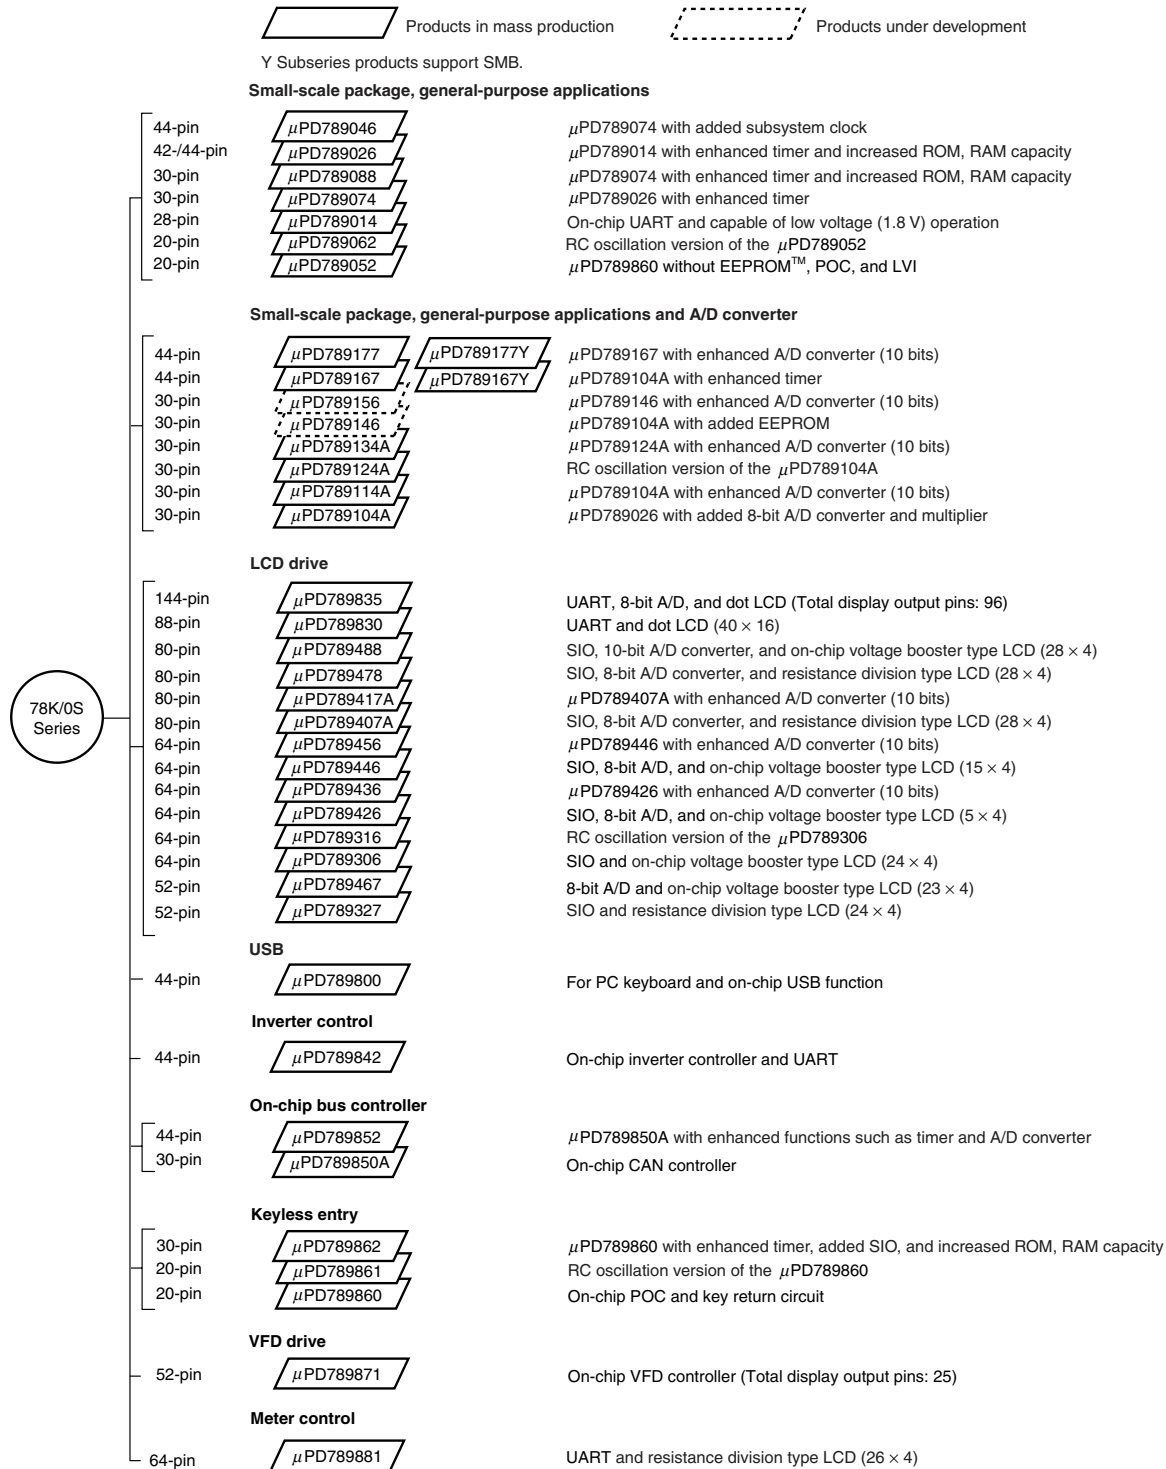 Products in mass production Products under development
Y Subseries products support SMB.
Small-scale package, general-purpose applications
44-pin μPD789046 μPD789074 with added subsystem clock
42-/44-pin μPD789026 μPD789014 with enhanced timer and increased ROM, RAM capacity
30-pin μPD789088 μPD789074 with enhanced timer and increased ROM, RAM capacity
30-pin μPD789074 μPD789026 with enhanced timer
28-pin μPD789014 On-chip UART and capable of low voltage (1.8 V) operation
20-pin μPD789062 RC oscillation version of the μPD789052
20-pin μPD789052 μPD789860 without EEPROM™, POC, and LVI
Small-scale package, general-purpose applications and A/D converter
44-pin μPD789177 μPD789177Y μPD789167 with enhanced A/D converter (10 bits)
44-pin μPD789167 μPD789167Y μPD789104A with enhanced timer
30-pin μPD789156 μPD789146 with enhanced A/D converter (10 bits)
30-pin μPD789146 μPD789104A with added EEPROM
30-pin μPD789134A μPD789124A with enhanced A/D converter (10 bits)
30-pin μPD789124A RC oscillation version of the μPD789104A
30-pin μPD789114A μPD789104A with enhanced A/D converter (10 bits)
30-pin μPD789104A μPD789026 with added 8-bit A/D converter and multiplier
LCD drive
144-pin μPD789835 UART, 8-bit A/D, and dot LCD (Total display output pins: 96)
88-pin μPD789830 UART and dot LCD (40 × 16)
80-pin μPD789488 SIO, 10-bit A/D converter, and on-chip voltage booster type LCD (28 × 4)
80-pin μPD789478 SIO, 8-bit A/D converter, and resistance division type LCD (28 × 4)
80-pin μPD789417A μPD789407A with enhanced A/D converter (10 bits)
80-pin μPD789407A SIO, 8-bit A/D converter, and resistance division type LCD (28 × 4)
64-pin μPD789456 μPD789446 with enhanced A/D converter (10 bits)
64-pin μPD789446 SIO, 8-bit A/D, and on-chip voltage booster type LCD (15 × 4)
64-pin μPD789436 μPD789426 with enhanced A/D converter (10 bits)
64-pin μPD789426 SIO, 8-bit A/D, and on-chip voltage booster type LCD (5 × 4)
64-pin μPD789316 RC oscillation version of the μPD789306
64-pin μPD789306 SIO and on-chip voltage booster type LCD (24 × 4)
52-pin μPD789467 8-bit A/D and on-chip voltage booster type LCD (23 × 4)
52-pin μPD789327 SIO and resistance division type LCD (24 × 4)
78K/0S
Series
USB
44-pin μPD789800 For PC keyboard and on-chip USB function
Inverter control
44-pin μPD789842 On-chip inverter controller and UART
On-chip bus controller
44-pin μPD789852 μPD789850A with enhanced functions such as timer and A/D converter
30-pin μPD789850A On-chip CAN controller
Keyless entry
30-pin μPD789862 μPD789860 with enhanced timer, added SIO, and increased ROM, RAM capacity
20-pin μPD789861 RC oscillation version of the μPD789860
20-pin μPD789860 On-chip POC and key return circuit
VFD drive
52-pin μPD789871 On-chip VFD controller (Total display output pins: 25)
Meter control
64-pin μPD789881 UART and resistance division type LCD (26 × 4)